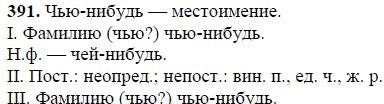 391. Чью-нибудь — местоимение.
I. Фамилию (чью?) чью-нибудь.
Н.ф. — чей-нибудь.
II. Пост.: неопред.; непост.: вин. п., ед. ч., ж. р.
III. Фамилию (чью?) чью-нибудь.